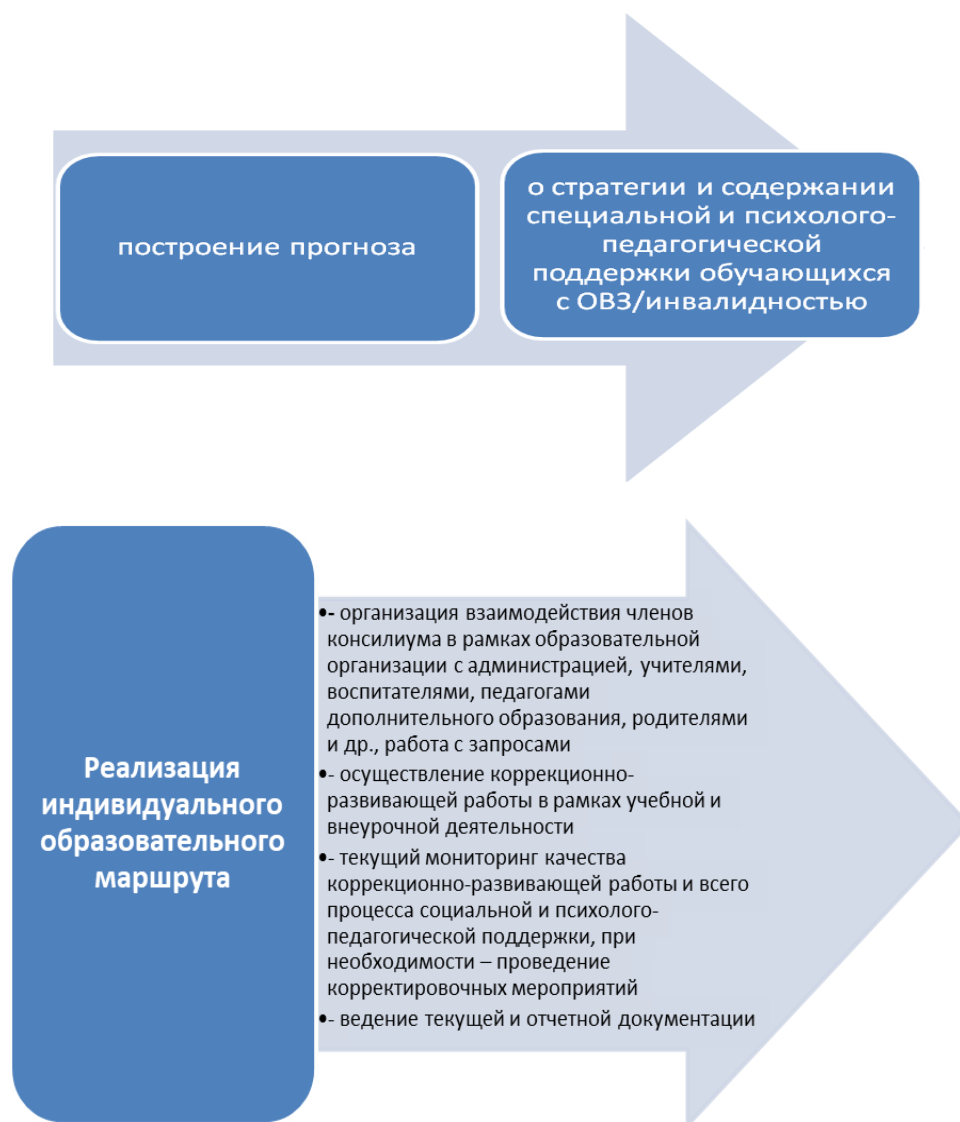 построение прогноза
о стратегии и содержании
специальной и психолого-
педагогической
поддержки обучающихся
с ОВЗ/инвалидностью
Реализация
индивидуального
образовательного
маршрута
•- организация взаимодействия членов
консилиума в рамках образовательной
организации с администрацией, учителями,
воспитателями, педагогами
дополнительного образования, родителями
и др., работа с запросами
•- осуществление коррекционно-
развивающей работы в рамках учебной и
внеурочной деятельности
•- текущий мониторинг качества
коррекционно-развивающей работы и всего
процесса социальной и психолого-
педагогической поддержки, при
необходимости – проведение
корректировочных мероприятий
•- ведение текущей и отчетной документации